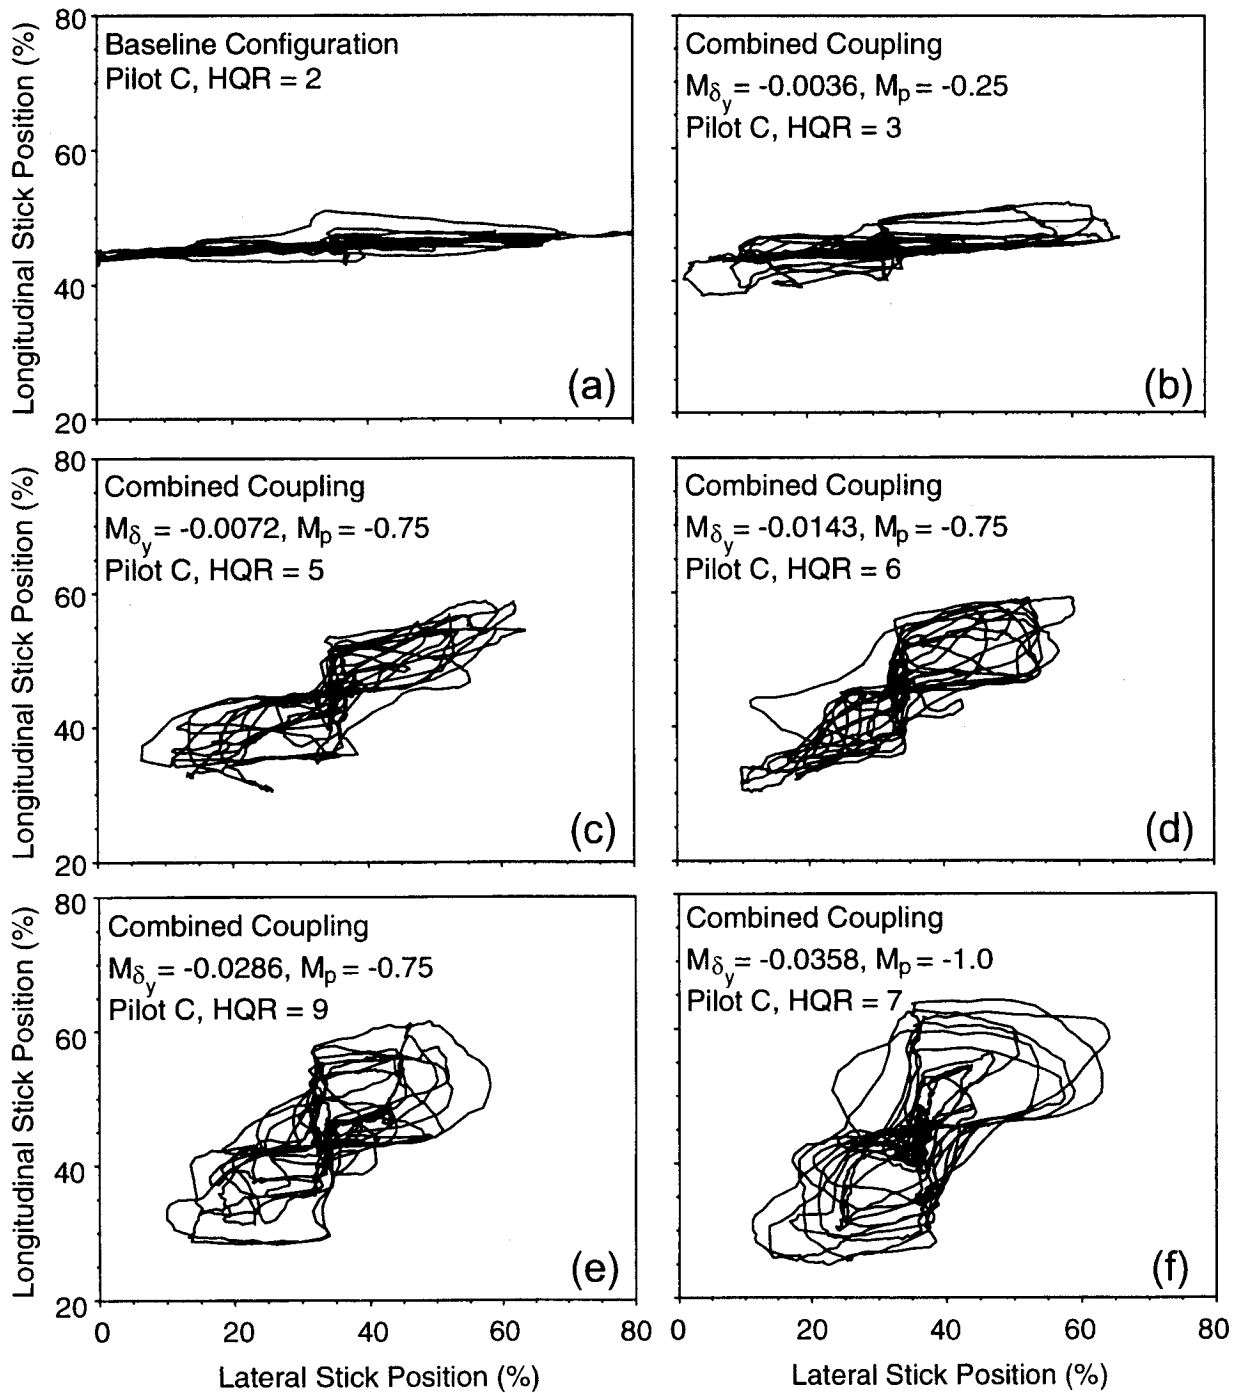 80
60
40
20
Longitudinal Stick Position (%)
Baseline Configuration
Pilot C, HQR = 2
(a)
80
60
40
20
Combined Coupling
Mδy = -0.0036, Mp = -0.25
Pilot C, HQR = 3
(b)
80
60
40
20
Longitudinal Stick Position (%)
Combined Coupling
Mδy = -0.0072, Mp = -0.75
Pilot C, HQR = 5
(c)
Combined Coupling
Mδy = -0.0143, Mp = -0.75
Pilot C, HQR = 6
(d)
80
60
40
20
Longitudinal Stick Position (%)
Combined Coupling
Mδy = -0.0286, Mp = -0.75
Pilot C, HQR = 9
(e)
0 20 40 60 80
Lateral Stick Position (%)
Combined Coupling
Mδy = -0.0358, Mp = -1.0
Pilot C, HQR = 7
(f)
0 20 40 60 80
Lateral Stick Position (%)